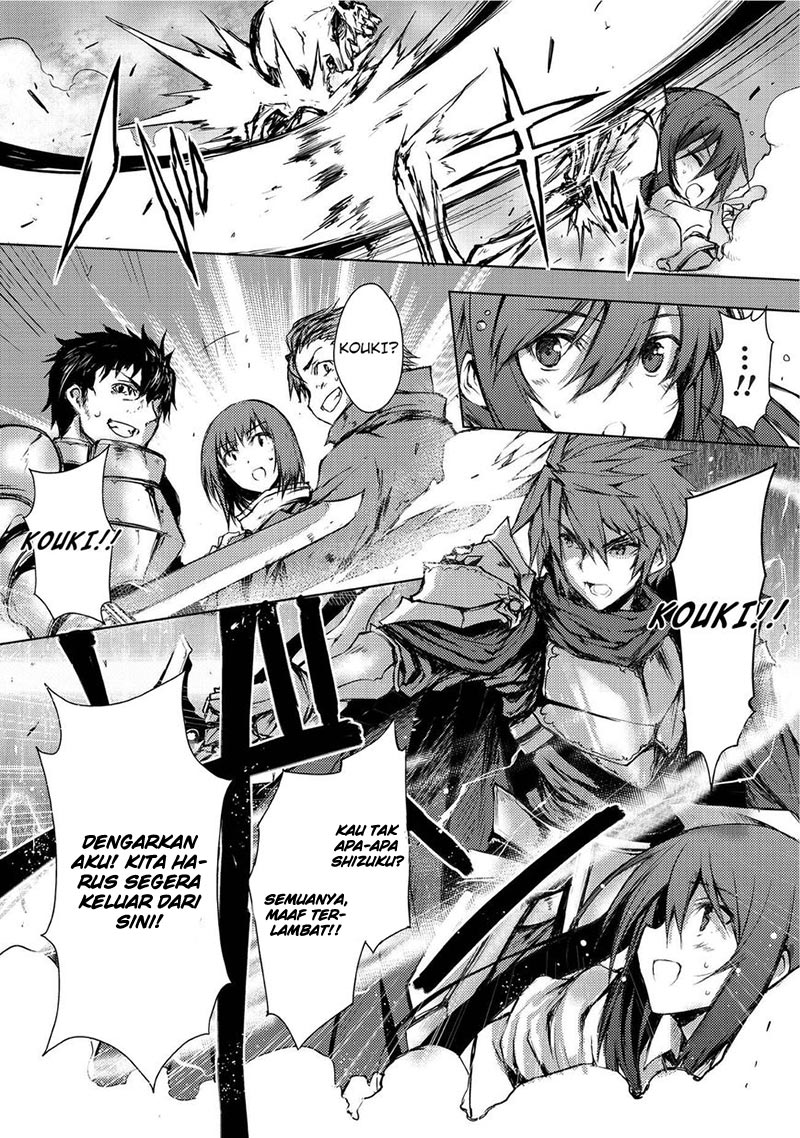 …!!
KOUKI?
KOUKI!!
KOUKI!!
KAU TAK
APA-APA
SHIZUKU?
SEMUANYA,
MAAF TER-
LAMBAT!!
DENGARKAN
AKU! KITA HA-
RUS SEGERA
KELUAR DARI
SINI!